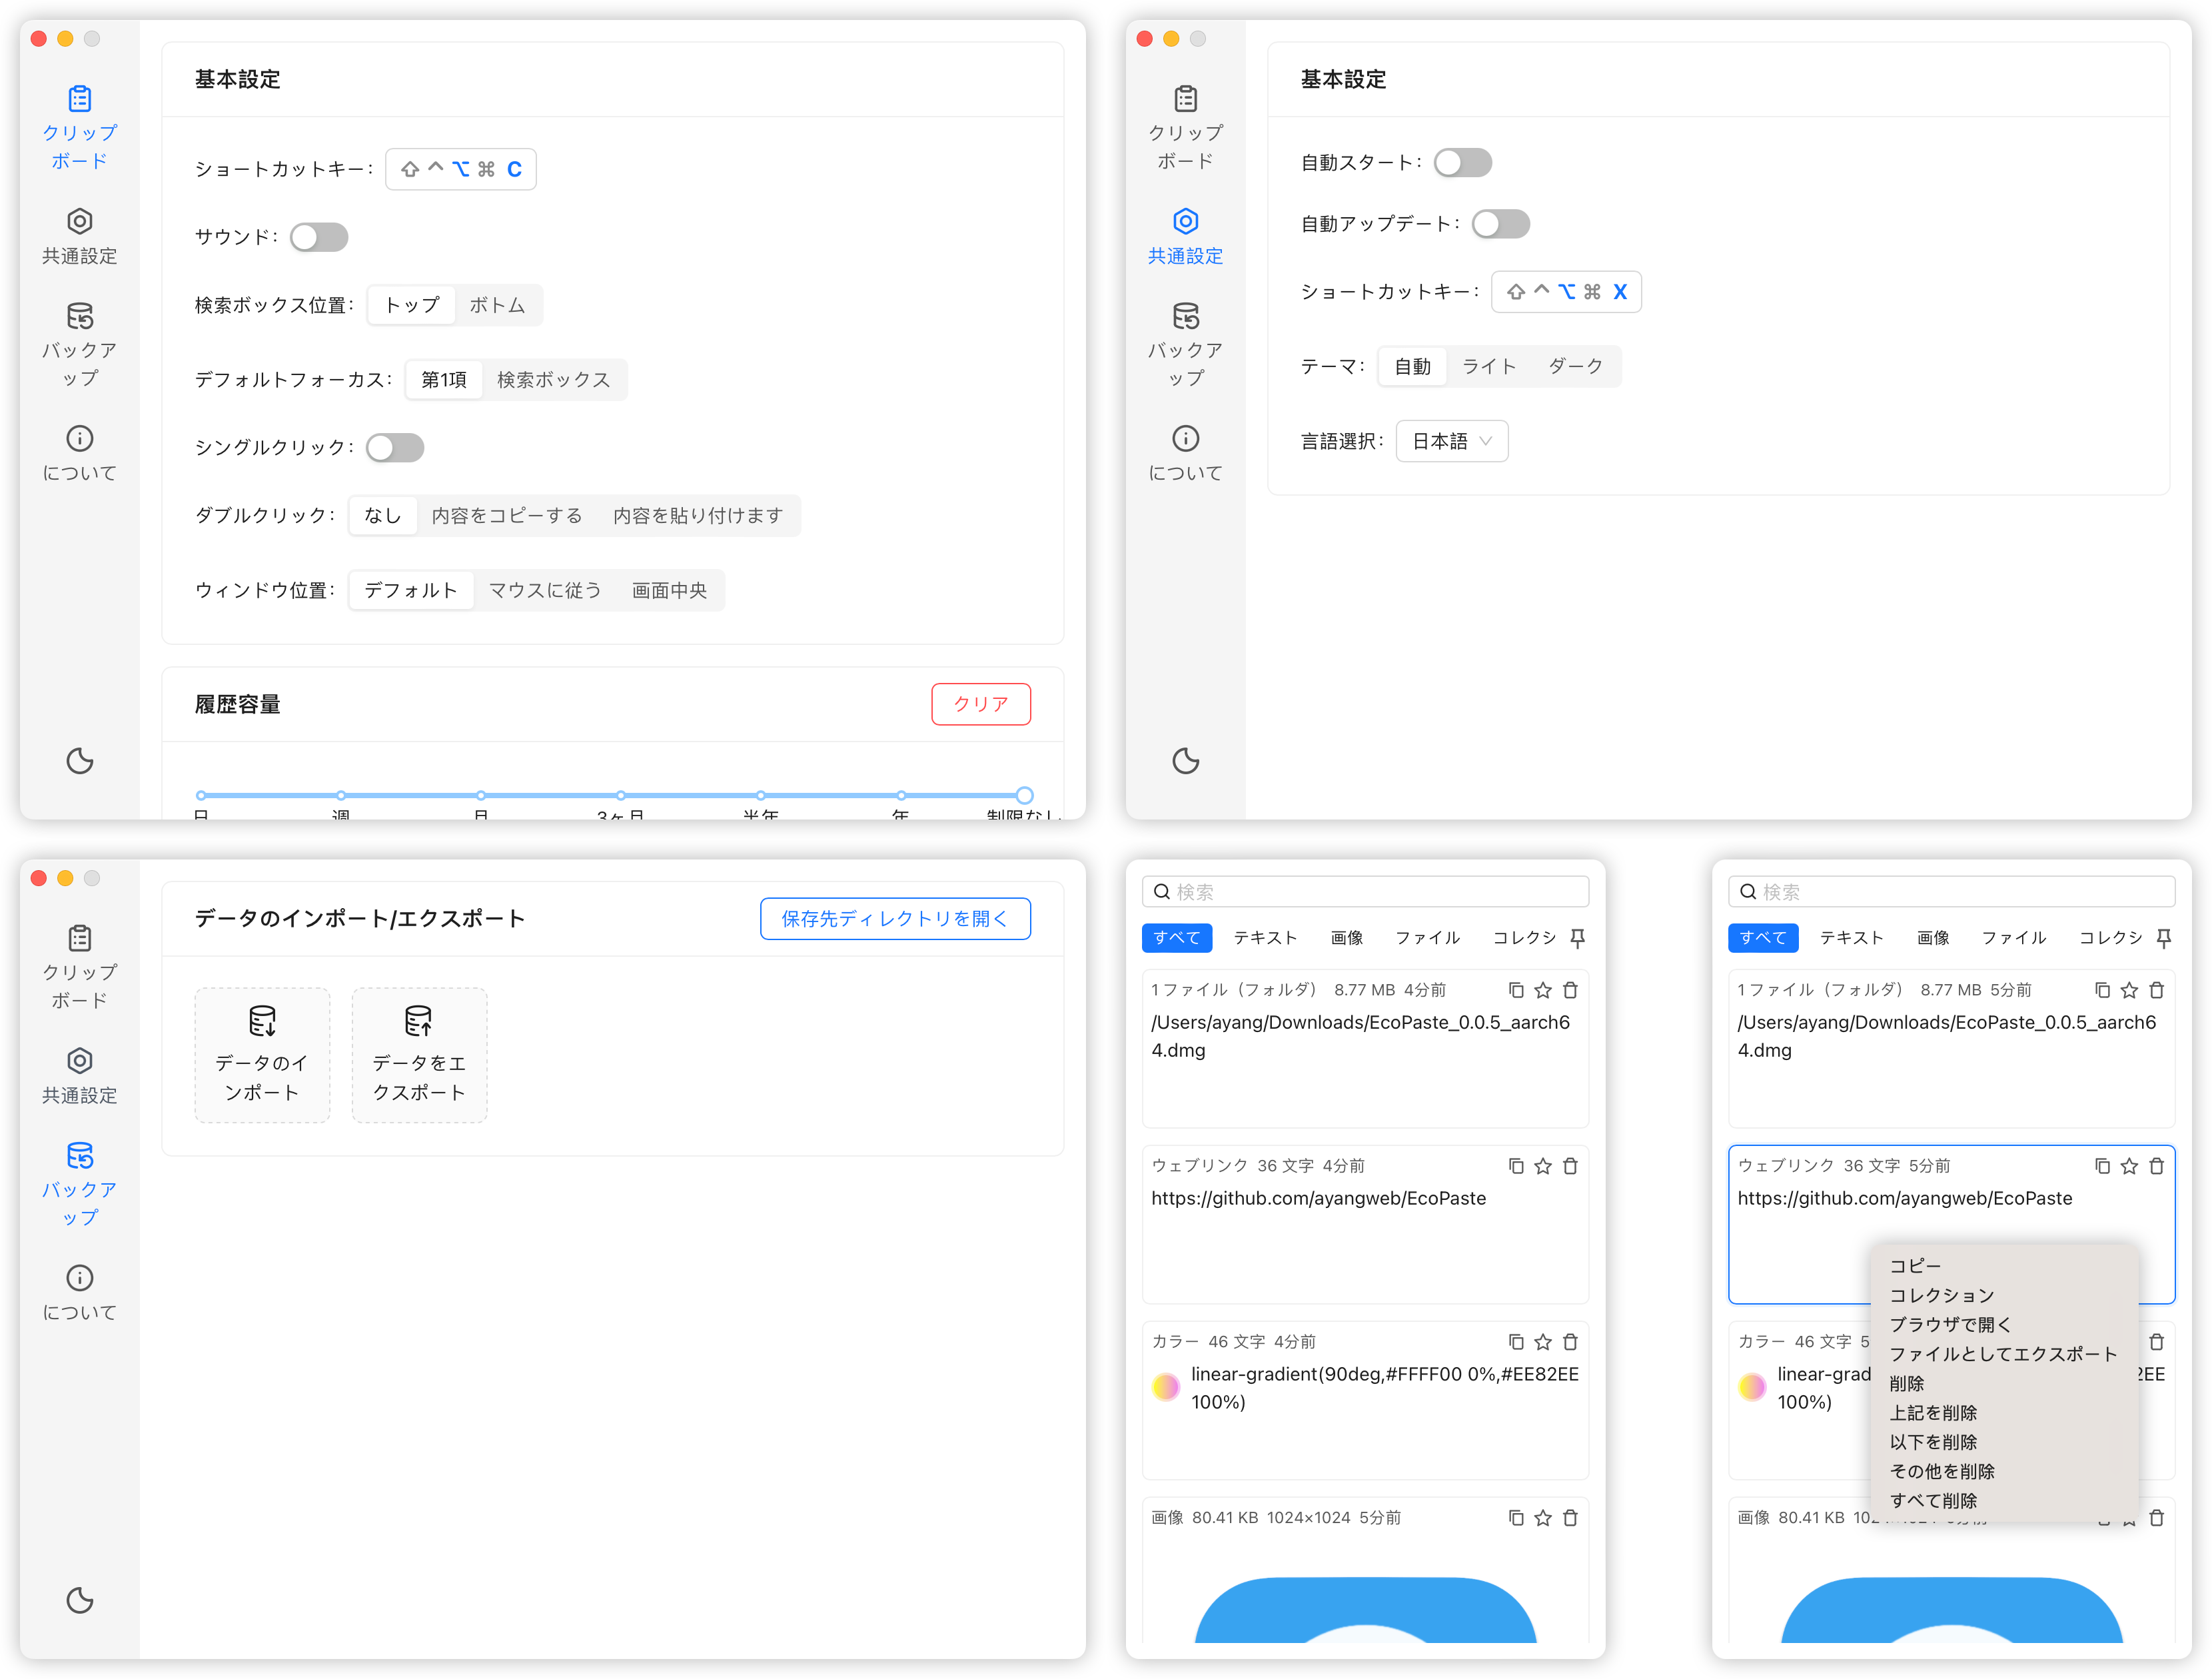 クリップ
ボード
共通設定
バックア
ップ
について
基本設定
ショートカットキー:
C
サウンド:
検索ボックス位置: トップ ボトム
デフォルトフォーカス: 第1項 検索ボックス
シングルクリック:
ダブルクリック: なし 内容をコピーする 内容を貼り付けます
ウィンドウ位置: デフォルト マウスに従う 画面中央
履歴容量
クリア
日 週 月 3ヶ月 半年 年 制限なし
クリップ
ボード
共通設定
バックア
ップ
について
基本設定
自動スタート:
自動アップデート:
ショートカットキー:
X
テーマ: 自動 ライト ダーク
言語選択: 日本語
クリップ
ボード
共通設定
バックア
ップ
について
データのインポート/エクスポート
保存先ディレクトリを開く
データのイ
ンポート
データをエ
クスポート
検索
すべて テキスト 画像 ファイル コレクシ
1 ファイル（フォルダ） 8.77 MB 4分前
/Users/ayang/Downloads/EcoPaste_0.0.5_aarch6
4.dmg
ウェブリンク 36 文字 4分前
https://github.com/ayangweb/EcoPaste
カラー 46 文字 4分前
linear-gradient(90deg,#FFFF00 0%,#EE82EE
100%)
画像 80.41 KB 1024×1024 5分前
検索
すべて テキスト 画像 ファイル コレクシ
1 ファイル（フォルダ） 8.77 MB 5分前
/Users/ayang/Downloads/EcoPaste_0.0.5_aarch6
4.dmg
ウェブリンク 36 文字 5分前
https://github.com/ayangweb/EcoPaste
コピー
コレクション
ブラウザで開く
ファイルとしてエクスポート
削除
上記を削除
以下を削除
その他を削除
すべて削除
カラー 46 文字 5
linear-grad 2EE
100%)
画像 80.41 KB